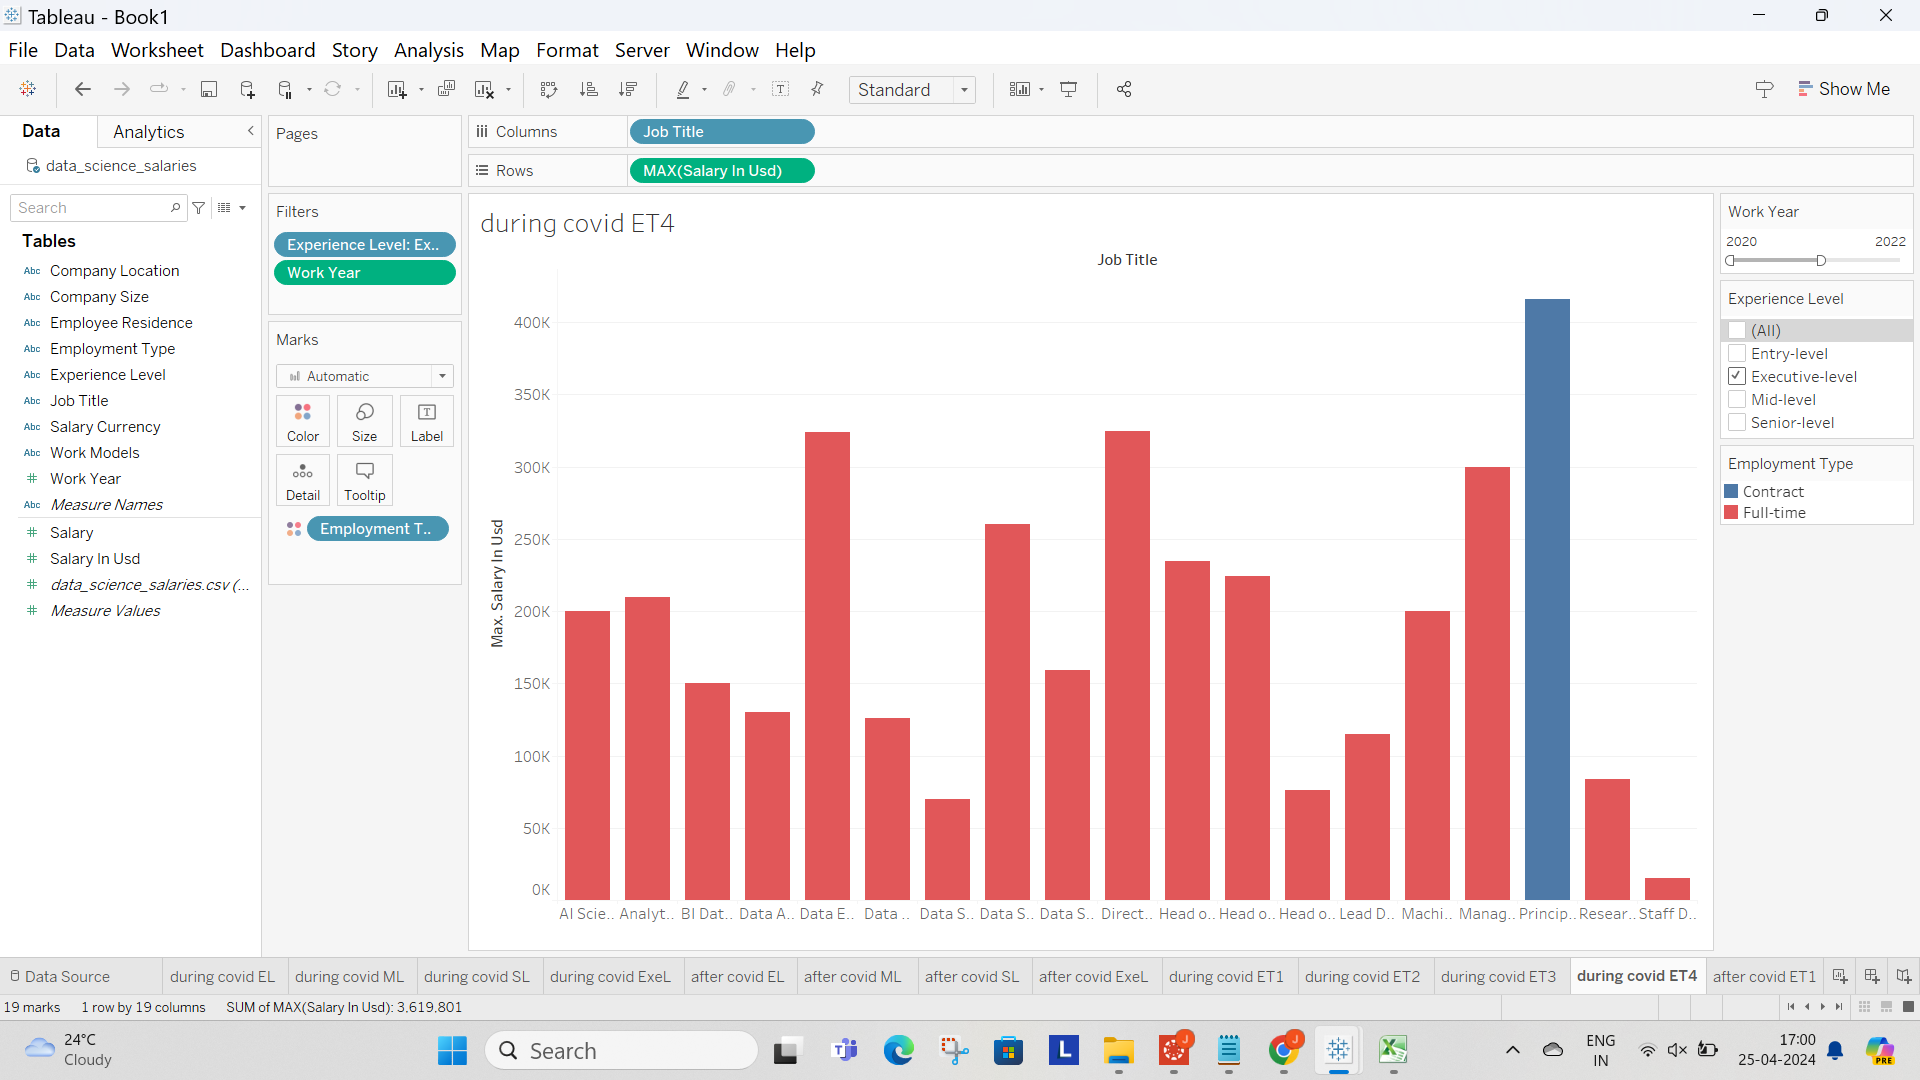 Tableau - Book1
File Data Worksheet Dashboard Story Analysis Map Format Server Window Help
Standard
Show Me
Data Analytics
data_science_salaries
Search
Tables
Abc Company Location
Abc Company Size
Abc Employee Residence
Abc Employment Type
Abc Experience Level
Abc Job Title
Abc Salary Currency
Abc Work Models
# Work Year
Abc Measure Names
# Salary
# Salary In Usd
# data_science_salaries.csv (...
# Measure Values
Pages
Filters
Experience Level: Ex..
Work Year
Marks
Automatic
Color Size Label
Detail Tooltip
Employment T..
Columns Job Title
Rows MAX(Salary In Usd)
during covid ET4
Job Title
Max. Salary In Usd
400K
350K
300K
250K
200K
150K
100K
50K
0K
AI Scie.. Analyt.. BI Dat.. Data A.. Data E.. Data .. Data S.. Data S.. Data S.. Direct.. Head o.. Head o.. Head o.. Lead D.. Machi.. Manag.. Princip.. Resear.. Staff D..
Work Year
2020 2022
Experience Level
(All)
Entry-level
Executive-level
Mid-level
Senior-level
Employment Type
Contract
Full-time
Data Source during covid EL during covid ML during covid SL during covid ExeL after covid EL after covid ML after covid SL after covid ExeL during covid ET1 during covid ET2 during covid ET3 during covid ET4 after covid ET1
19 marks 1 row by 19 columns SUM of MAX(Salary In Usd): 3,619,801
24°C
Cloudy
Search
L
J
J
PRE
ENG
IN
17:00
25-04-2024